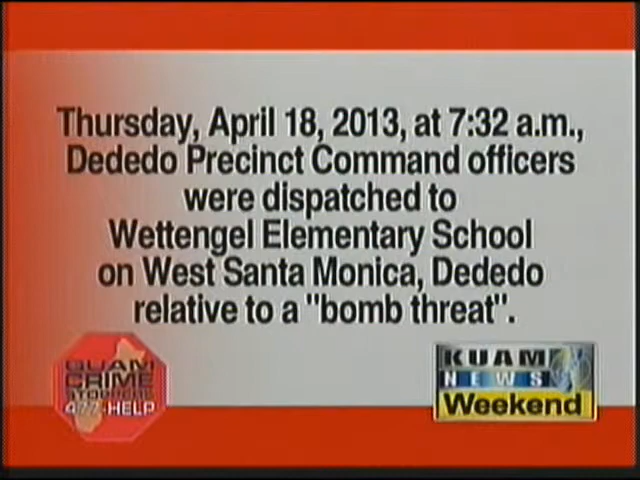 Thursday, April 18, 2013, at 7:32 a.m.,
Dededo Precinct Command officers
were dispatched to
Wettengel Elementary School
on West Santa Monica, Dededo
relative to a "bomb threat".
GUAM
CRIME
STOPPERS
477-HELP
KUAM
NEWS
Weekend